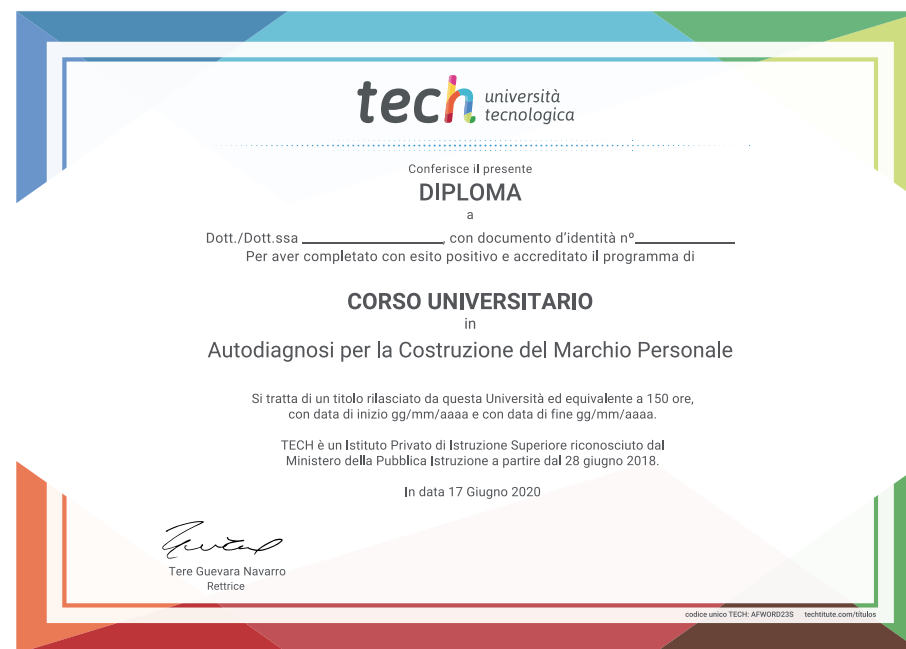 tech università
tecnologica
Conferisce il presente
DIPLOMA
a
Dott./Dott.ssa ____________________, con documento d'identità nº______________
Per aver completato con esito positivo e accreditato il programma di
CORSO UNIVERSITARIO
in
Autodiagnosi per la Costruzione del Marchio Personale
Si tratta di un titolo rilasciato da questa Università ed equivalente a 150 ore,
con data di inizio gg/mm/aaaa e con data di fine gg/mm/aaaa.
TECH è un Istituto Privato di Istruzione Superiore riconosciuto dal
Ministero della Pubblica Istruzione a partire dal 28 giugno 2018.
In data 17 Giugno 2020
Tere Guevara Navarro
Rettrice
codice unico TECH: AFWORD23S techtitute.com/titulos